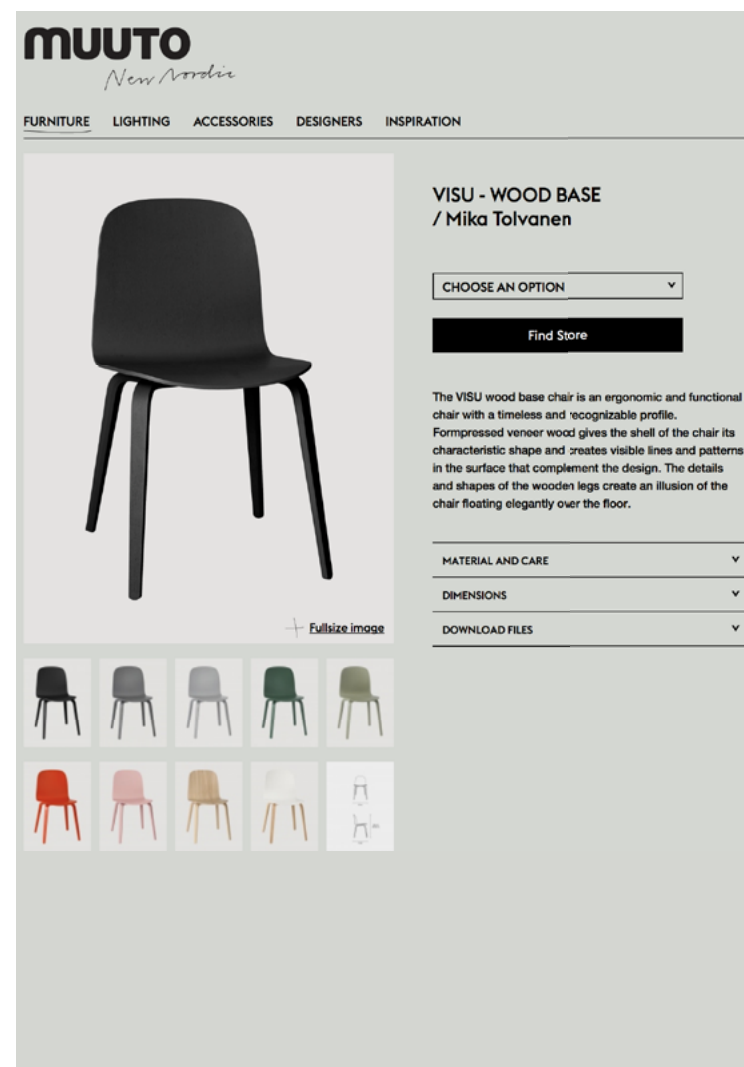 muuto
New Nordic
FURNITURE LIGHTING ACCESSORIES DESIGNERS INSPIRATION
VISU - WOOD BASE
/ Mika Tolvanen
CHOOSE AN OPTION
Find Store
The VISU wood base chair is an ergonomic and functional
chair with a timeless and recognizable profile.
Formpressed veneer wood gives the shell of the chair its
characteristic shape and creates visible lines and patterns
in the surface that complement the design. The details
and shapes of the wooden legs create an illusion of the
chair floating elegantly over the floor.
MATERIAL AND CARE
DIMENSIONS
DOWNLOAD FILES
Fullsize image